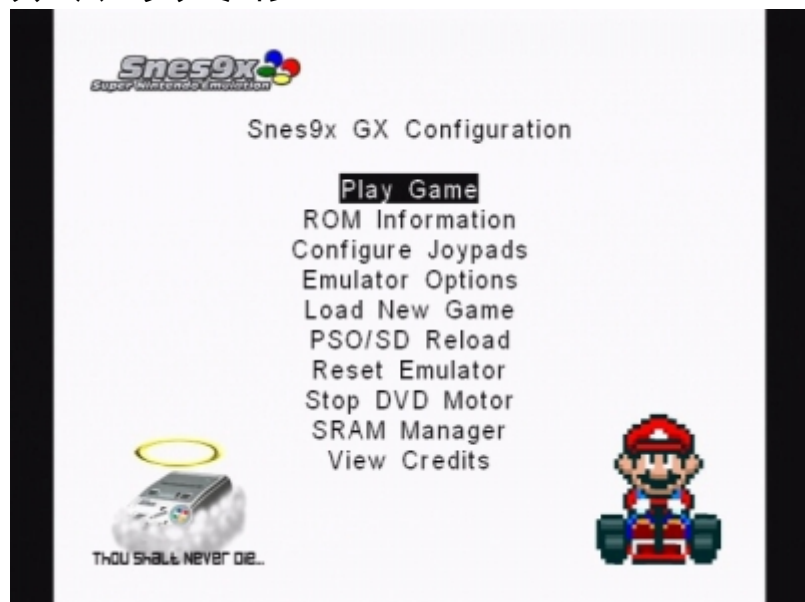 Snes9x
Super Nintendo Emulation
Snes9x GX Configuration
Play Game
ROM Information
Configure Joypads
Emulator Options
Load New Game
PSO/SD Reload
Reset Emulator
Stop DVD Motor
SRAM Manager
View Credits
Thou Shalt Never Die...